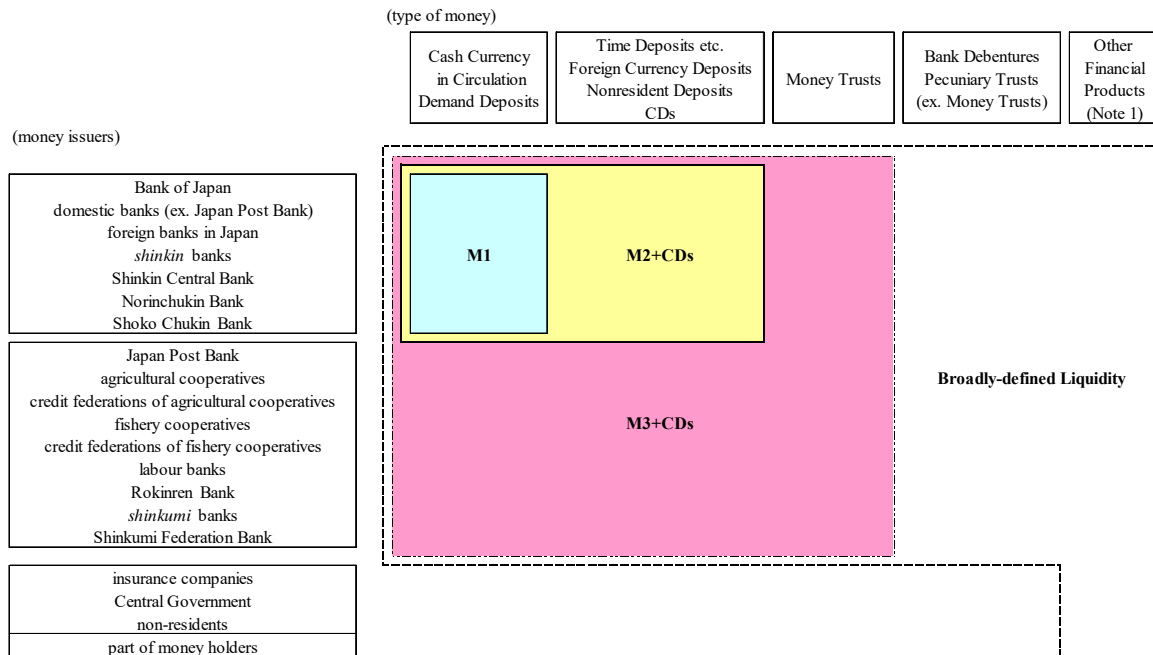 (type of money)
Cash Currency
in Circulation
Demand Deposits
Time Deposits etc.
Foreign Currency Deposits
Nonresident Deposits
CDs
Money Trusts
Bank Debentures
Pecuniary Trusts
(ex. Money Trusts)
Other
Financial
Products
(Note 1)
(money issuers)
Bank of Japan
domestic banks (ex. Japan Post Bank)
foreign banks in Japan
shinkin banks
Shinkin Central Bank
Norinchukin Bank
Shoko Chukin Bank
M1
M2+CDs
Japan Post Bank
agricultural cooperatives
credit federations of agricultural cooperatives
fishery cooperatives
credit federations of fishery cooperatives
labour banks
Rokinren Bank
shinkumi banks
Shinkumi Federation Bank
M3+CDs
Broadly-defined Liquidity
insurance companies
Central Government
non-residents
part of money holders